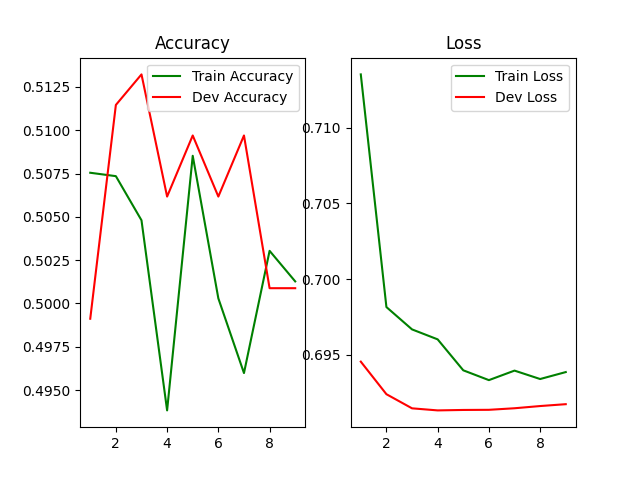 Accuracy
Train Accuracy
Dev Accuracy
0.5125
0.5100
0.5075
0.5050
0.5025
0.5000
0.4975
0.4950
2 4 6 8
Loss
Train Loss
Dev Loss
0.710
0.705
0.700
0.695
2 4 6 8